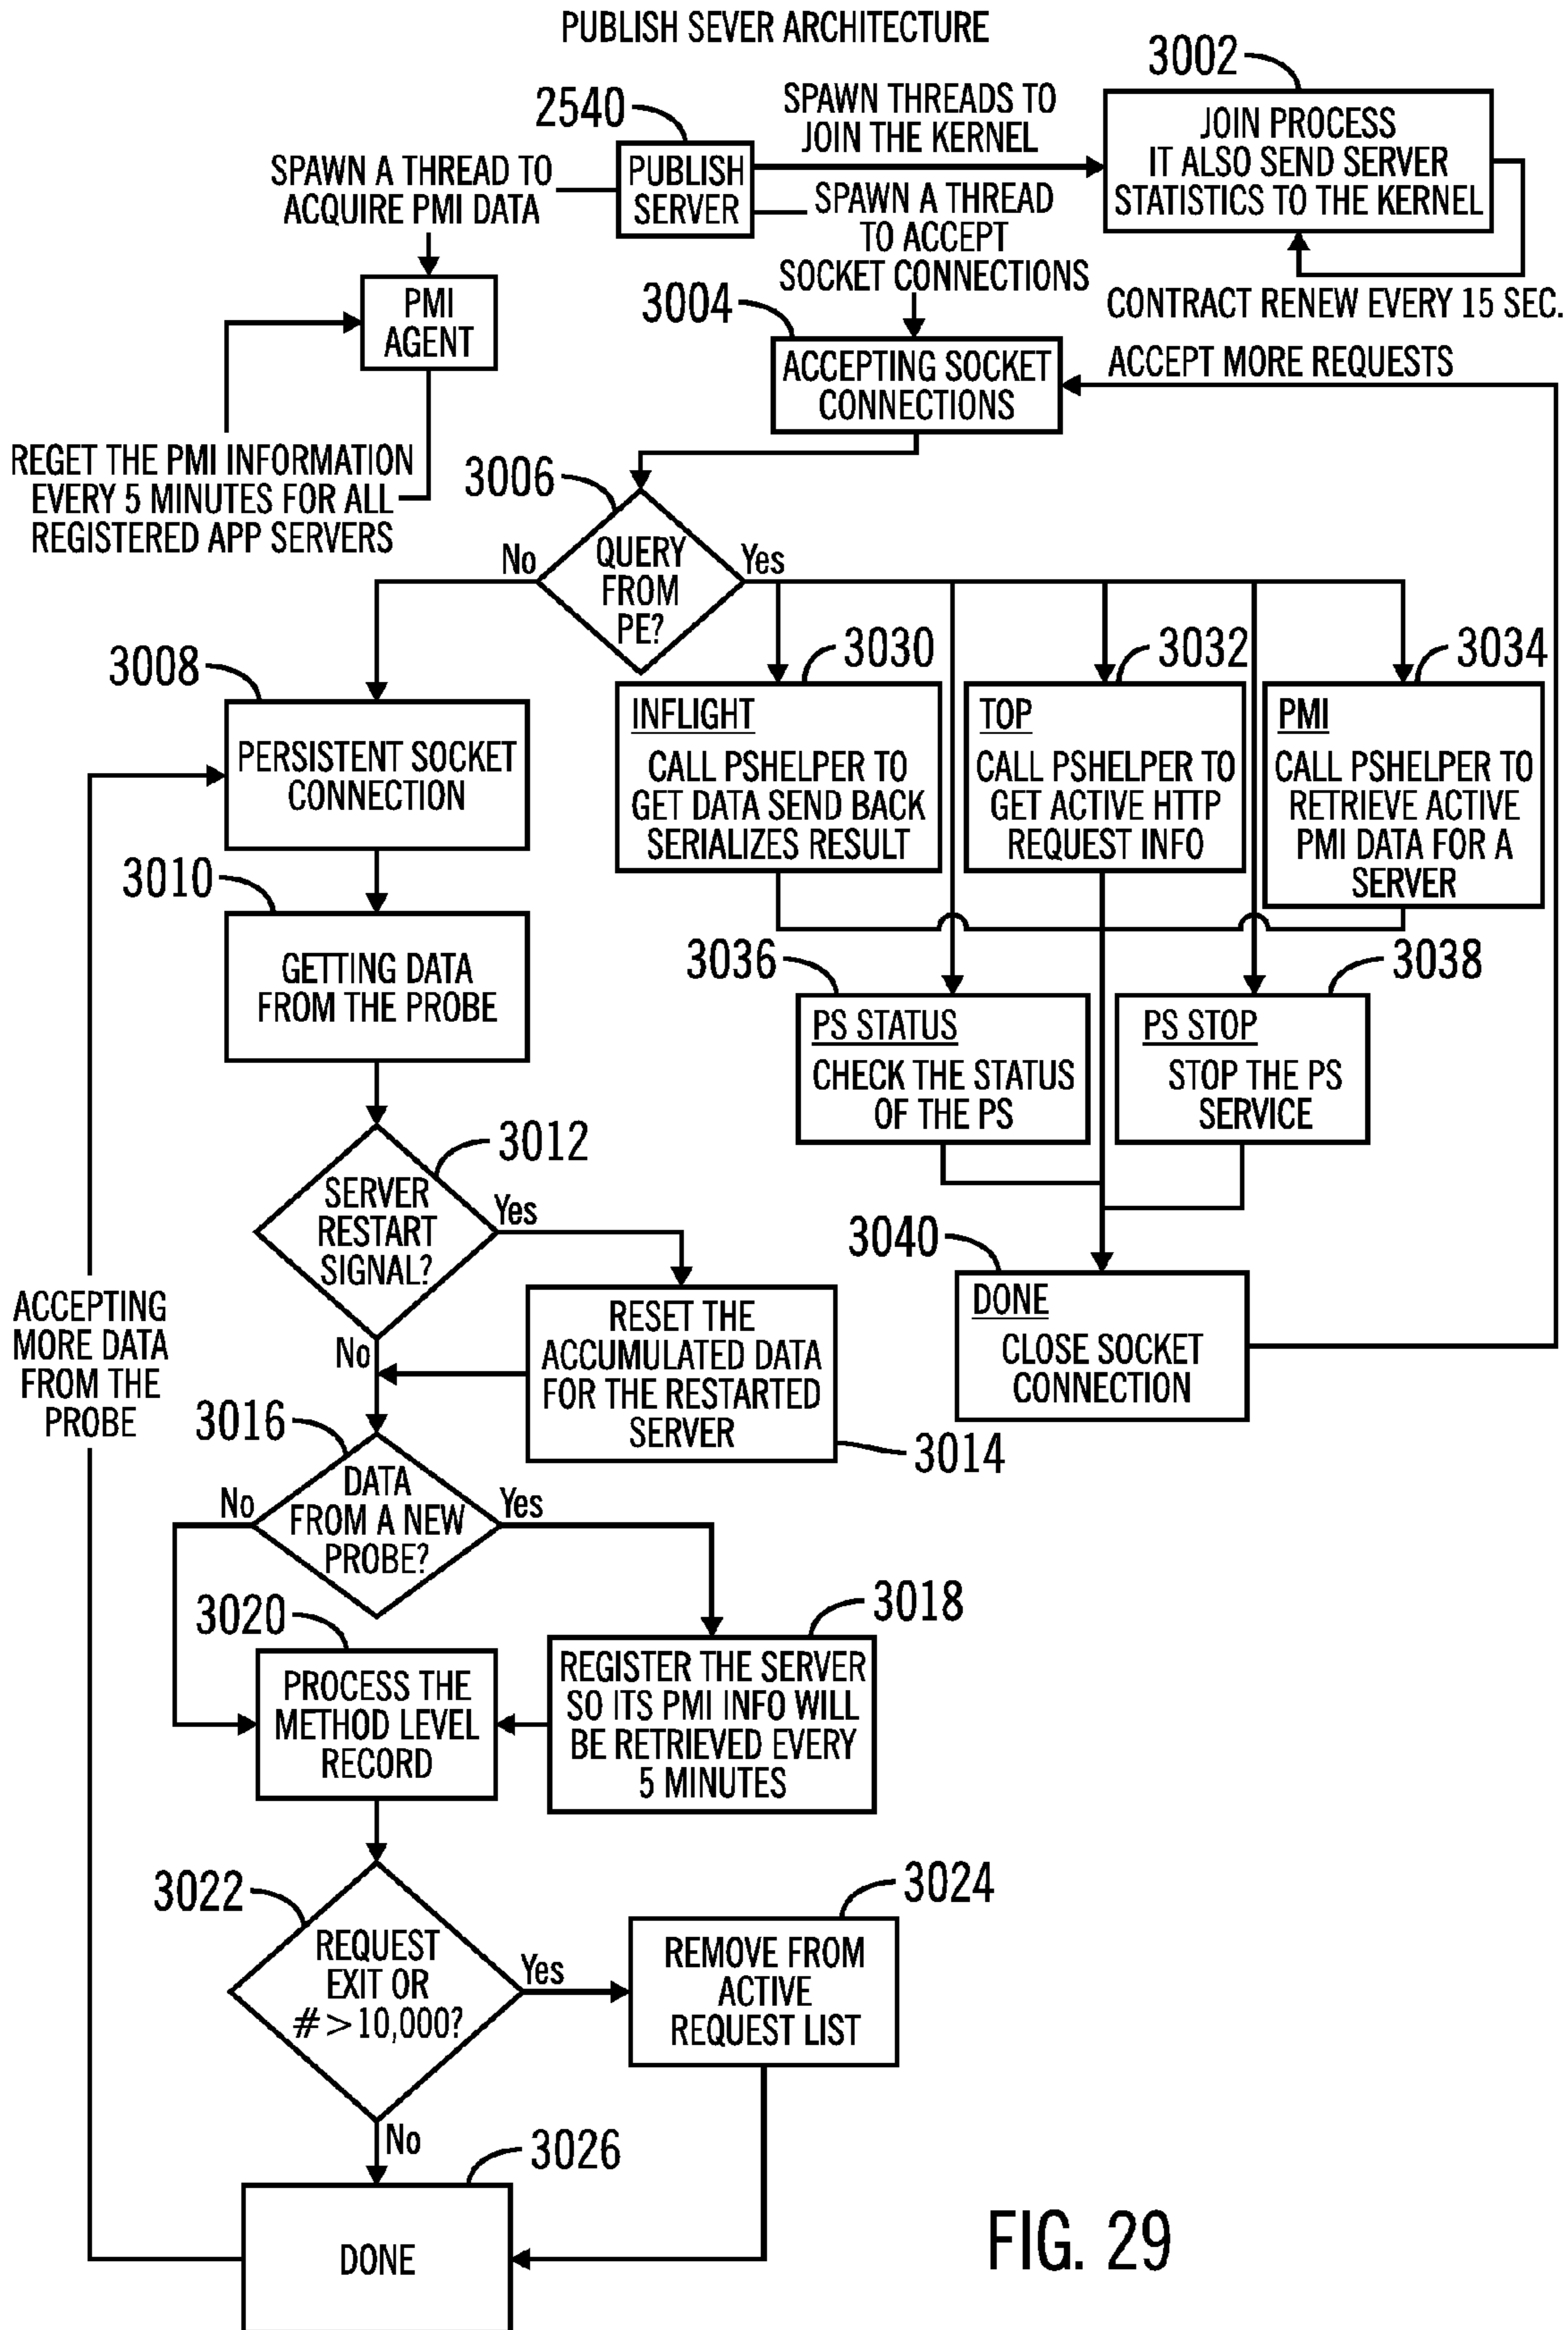 PUBLISH SEVER ARCHITECTURE
3002
2540
SPAWN THREADS TO
JOIN THE KERNEL
JOIN PROCESS
IT ALSO SEND SERVER
STATISTICS TO THE KERNEL
SPAWN A THREAD TO
ACQUIRE PMI DATA
PUBLISH
SERVER
SPAWN A THREAD
TO ACCEPT
SOCKET CONNECTIONS
CONTRACT RENEW EVERY 15 SEC.
PMI
AGENT
3004
ACCEPTING SOCKET
CONNECTIONS
ACCEPT MORE REQUESTS
REGET THE PMI INFORMATION
EVERY 5 MINUTES FOR ALL
REGISTERED APP SERVERS
3006
No
QUERY
FROM
PE?
Yes
3008
3030
3032
3034
PERSISTENT SOCKET
CONNECTION
INFLIGHT
CALL PSHELPER TO
GET DATA SEND BACK
SERIALIZES RESULT
TOP
CALL PSHELPER TO
GET ACTIVE HTTP
REQUEST INFO
PMI
CALL PSHELPER TO
RETRIEVE ACTIVE
PMI DATA FOR A
SERVER
3010
GETTING DATA
FROM THE PROBE
3036
3038
PS STATUS
CHECK THE STATUS
OF THE PS
PS STOP
STOP THE PS
SERVICE
3012
SERVER
RESTART
SIGNAL?
Yes
No
3040
DONE
CLOSE SOCKET
CONNECTION
ACCEPTING
MORE DATA
FROM THE
PROBE
RESET THE
ACCUMULATED DATA
FOR THE RESTARTED
SERVER
3014
3016
No
DATA
FROM A NEW
PROBE?
Yes
3018
3020
PROCESS THE
METHOD LEVEL
RECORD
REGISTER THE SERVER
SO ITS PMI INFO WILL
BE RETRIEVED EVERY
5 MINUTES
3022
3024
REQUEST
EXIT OR
# > 10,000?
Yes
REMOVE FROM
ACTIVE
REQUEST LIST
No
3026
DONE
FIG. 29